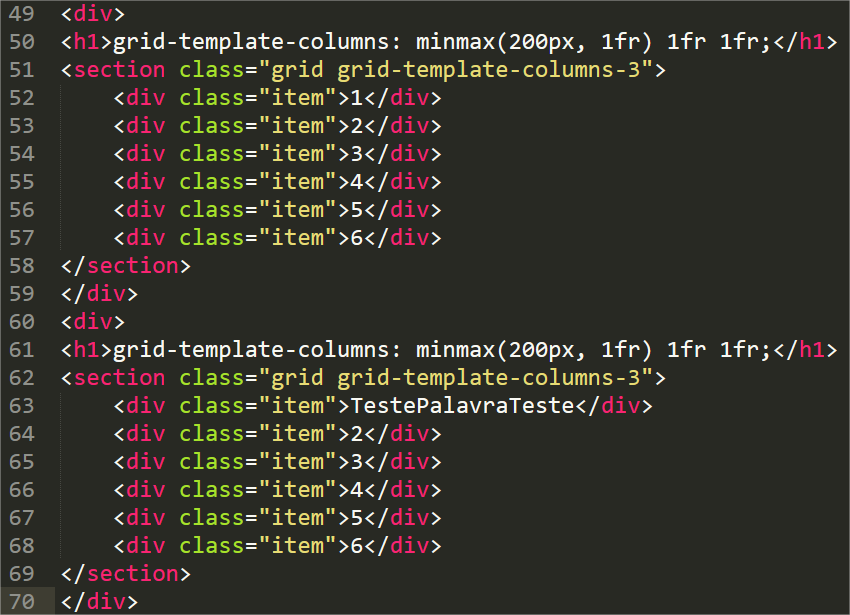 49 <div>
50 <h1>grid-template-columns: minmax(200px, 1fr) 1fr 1fr;</h1>
51 <section class="grid grid-template-columns-3">
52     <div class="item">1</div>
53     <div class="item">2</div>
54     <div class="item">3</div>
55     <div class="item">4</div>
56     <div class="item">5</div>
57     <div class="item">6</div>
58 </section>
59 </div>
60 <div>
61 <h1>grid-template-columns: minmax(200px, 1fr) 1fr 1fr;</h1>
62 <section class="grid grid-template-columns-3">
63     <div class="item">TestePalavraTeste</div>
64     <div class="item">2</div>
65     <div class="item">3</div>
66     <div class="item">4</div>
67     <div class="item">5</div>
68     <div class="item">6</div>
69 </section>
70 </div>